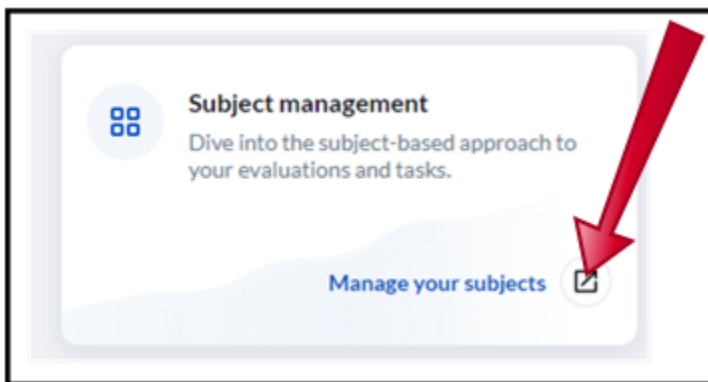 Subject management
Dive into the subject-based approach to
your evaluations and tasks.
Manage your subjects